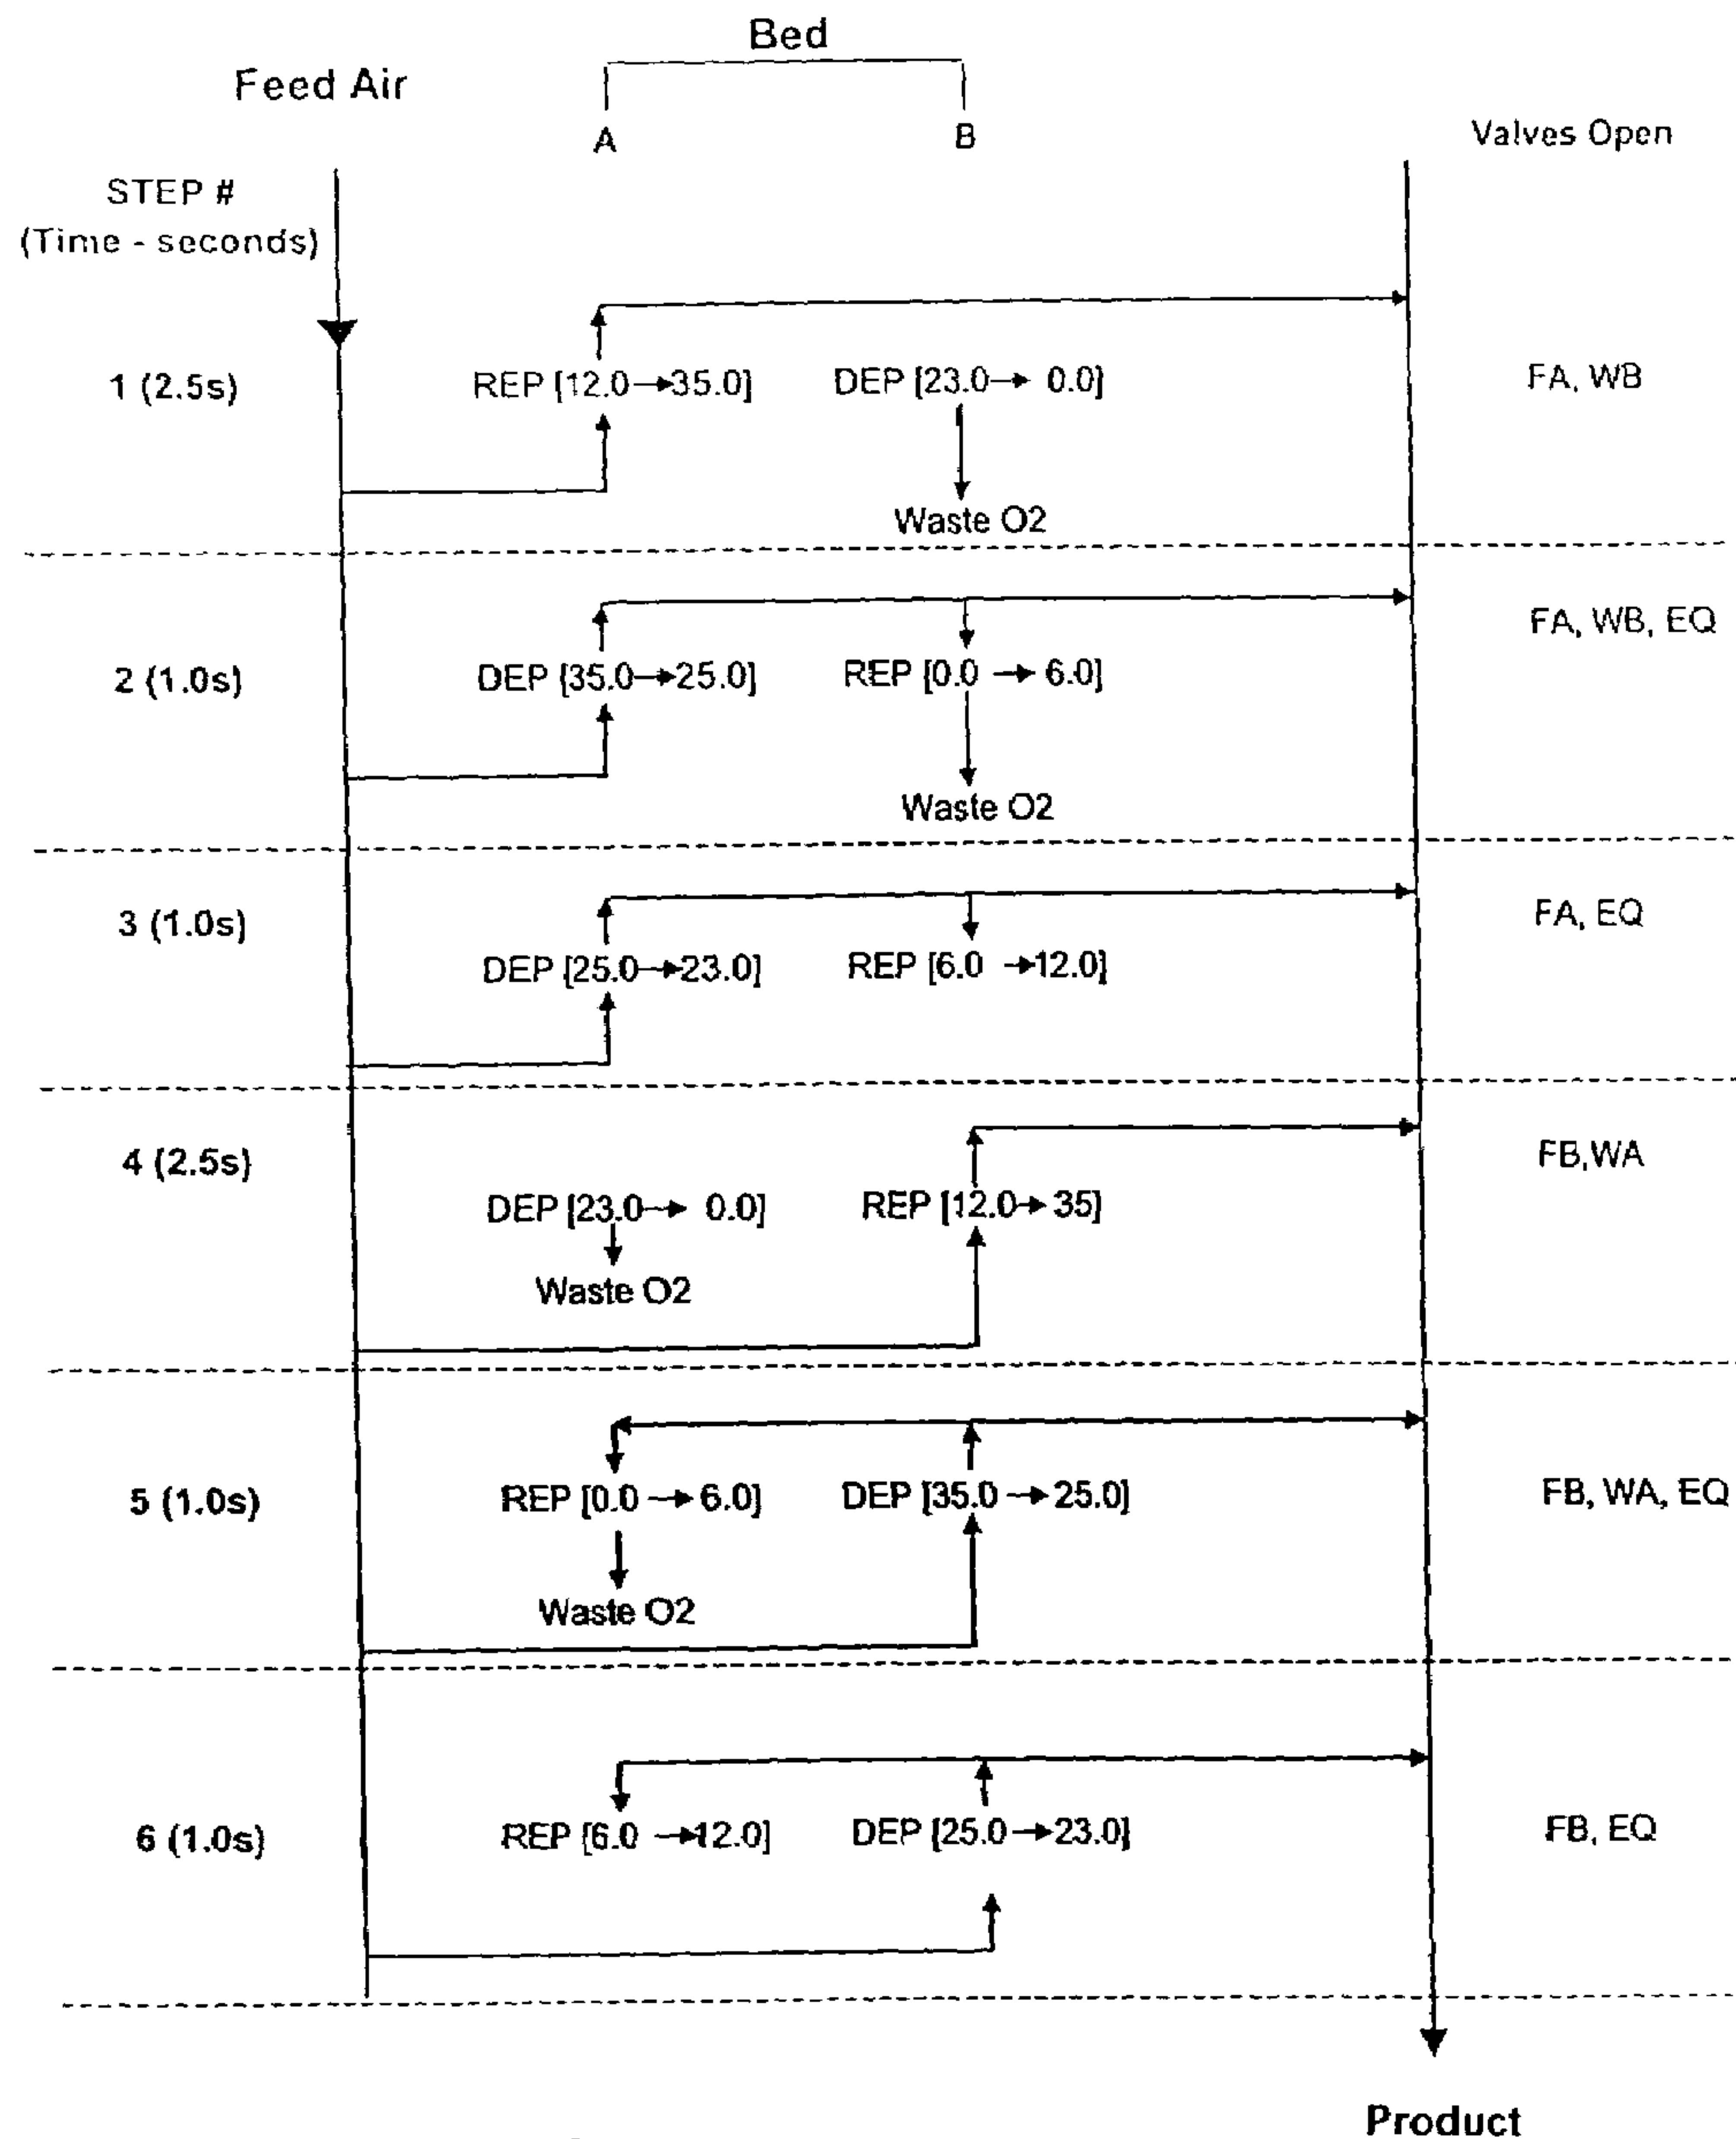 Bed
Feed Air
A B
Valves Open
STEP #
(Time - seconds)
1 (2.5s) REP [12.0→35.0] DEP [23.0→ 0.0] FA, WB
Waste O2
2 (1.0s) DEP [35.0→25.0] REP [0.0 → 6.0] FA, WB, EQ
Waste O2
3 (1.0s) DEP [25.0→23.0] REP [6.0 →12.0] FA, EQ
4 (2.5s) DEP [23.0→ 0.0] REP [12.0→ 35] FB,WA
Waste O2
5 (1.0s) REP [0.0 → 6.0] DEP [35.0 → 25.0] FB, WA, EQ
Waste O2
6 (1.0s) REP [6.0 →12.0] DEP [25.0→23.0] FB, EQ
Product